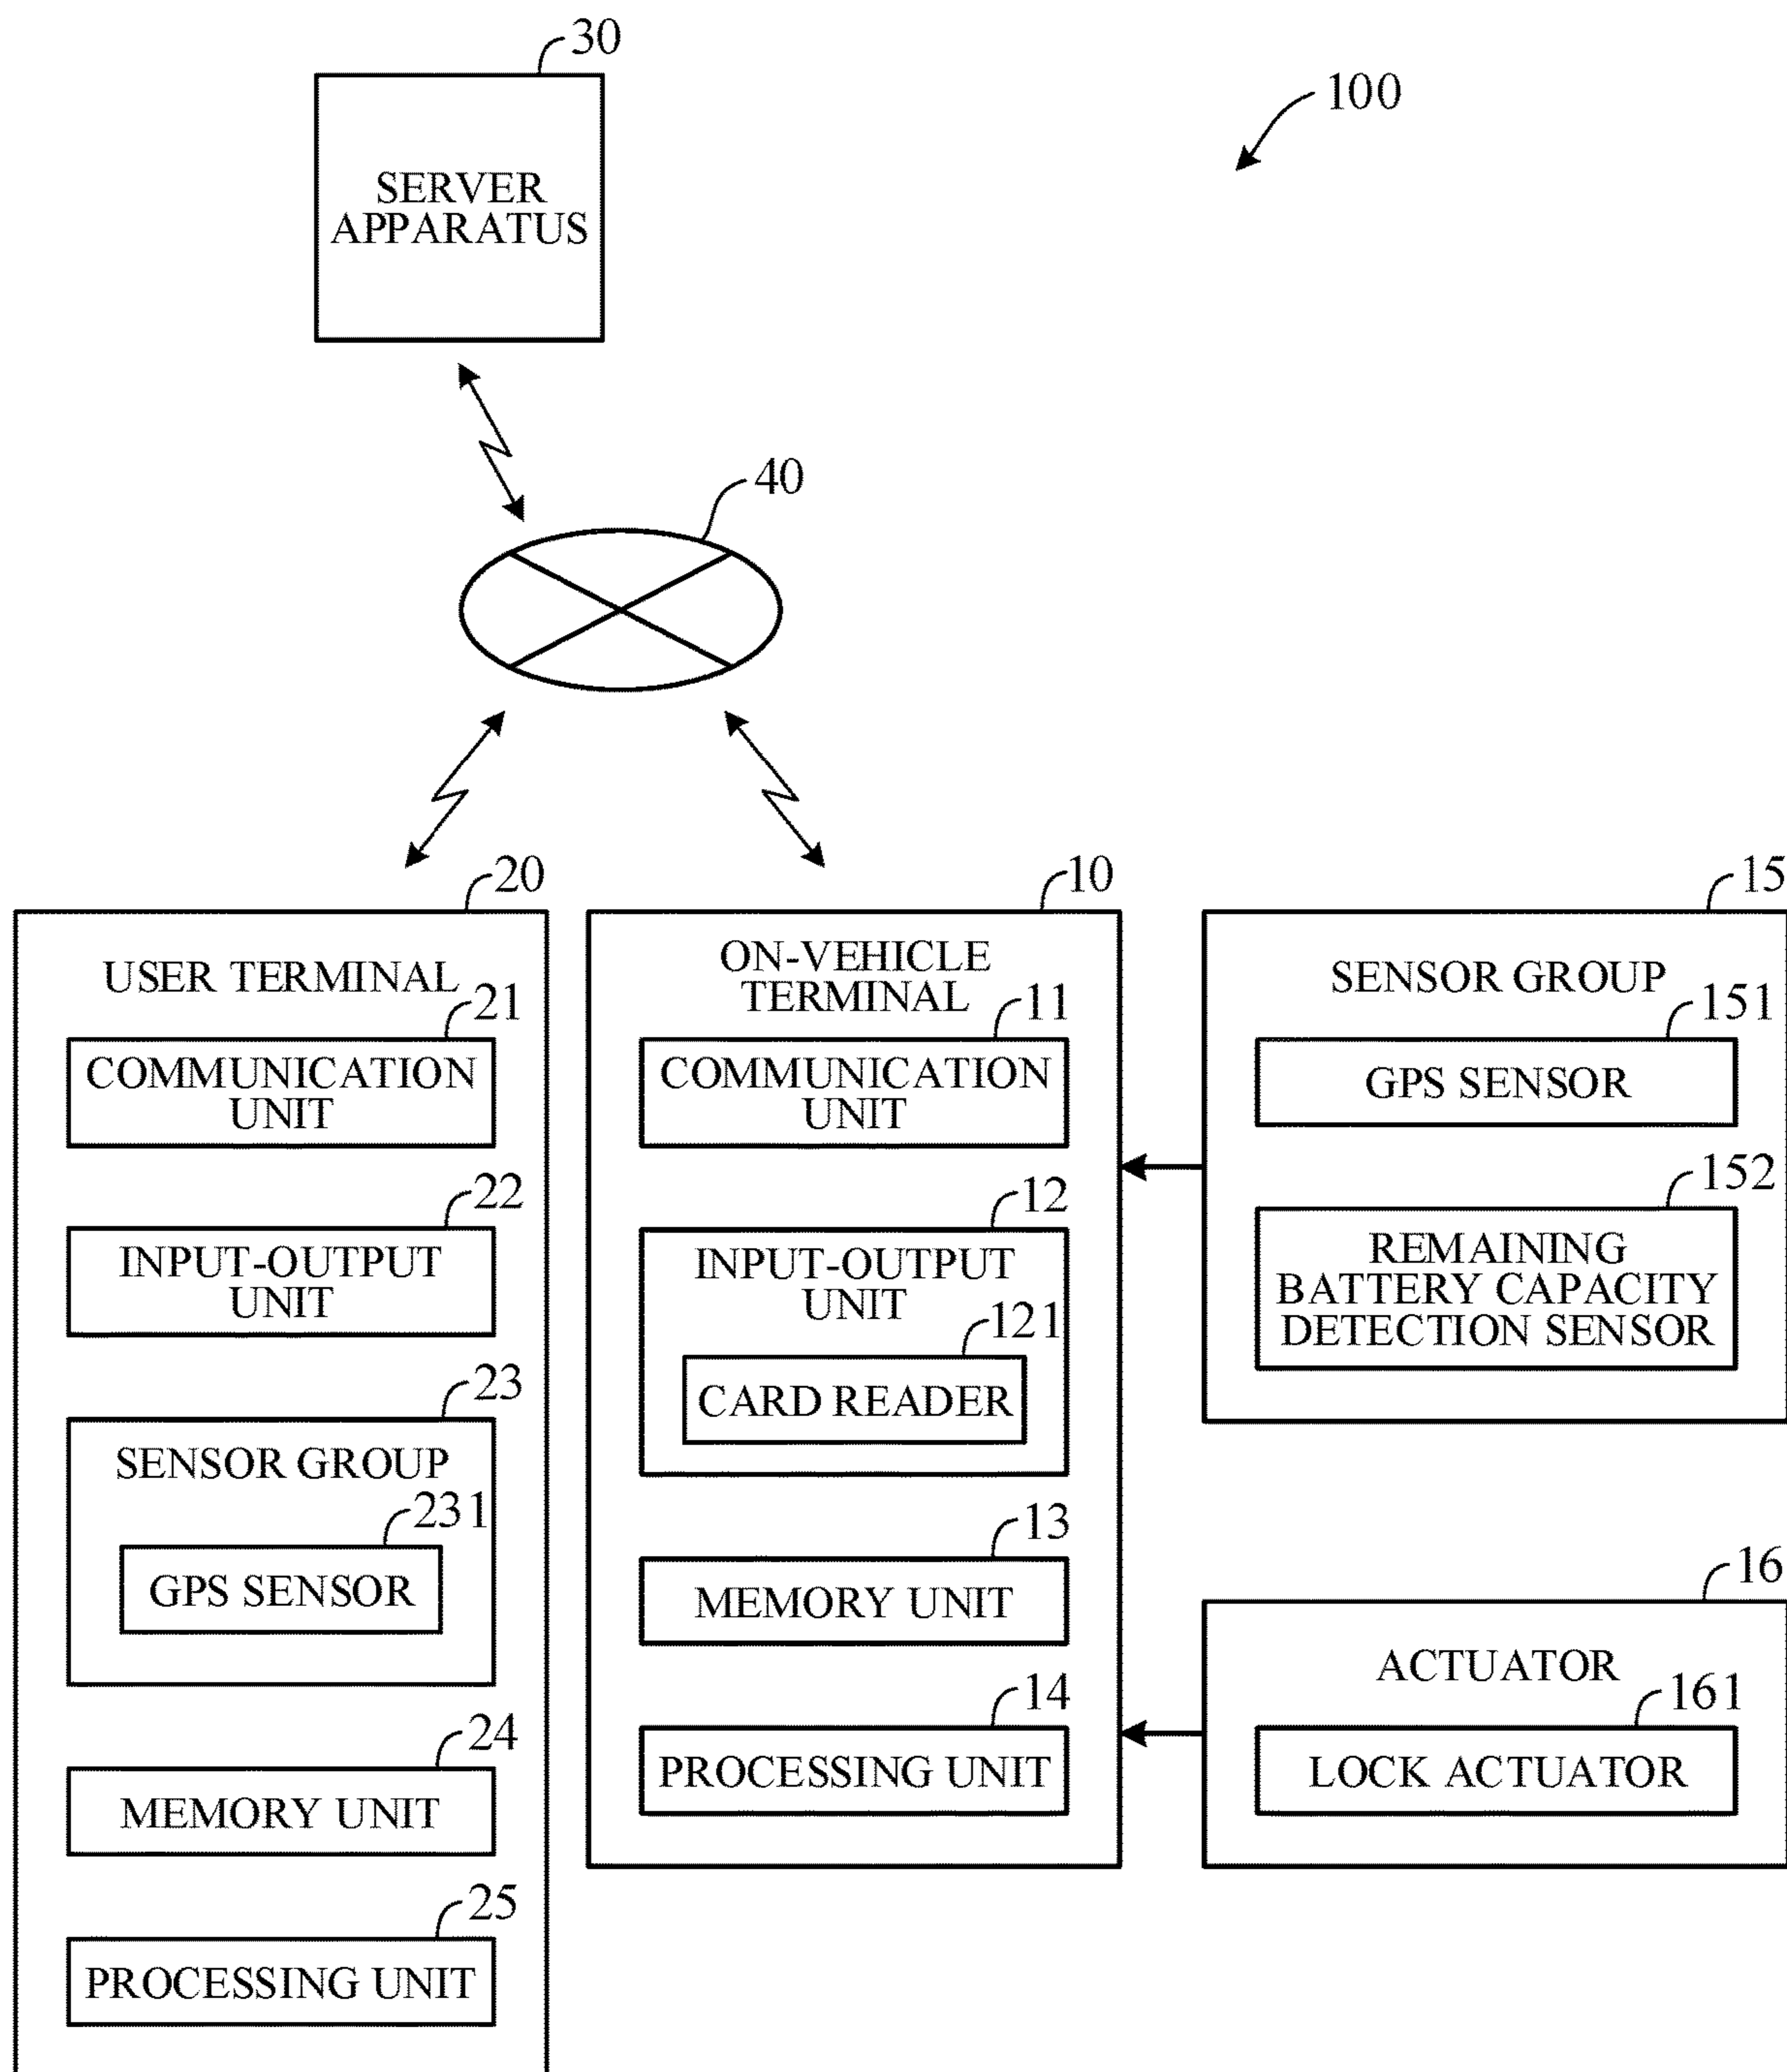 30
100
SERVER
APPARATUS
40
20
USER TERMINAL
21
COMMUNICATION
UNIT
22
INPUT-OUTPUT
UNIT
23
SENSOR GROUP
231
GPS SENSOR
24
MEMORY UNIT
25
PROCESSING UNIT
10
ON-VEHICLE
TERMINAL
11
COMMUNICATION
UNIT
12
INPUT-OUTPUT
UNIT
121
CARD READER
13
MEMORY UNIT
14
PROCESSING UNIT
15
SENSOR GROUP
151
GPS SENSOR
152
REMAINING
BATTERY CAPACITY
DETECTION SENSOR
16
ACTUATOR
161
LOCK ACTUATOR